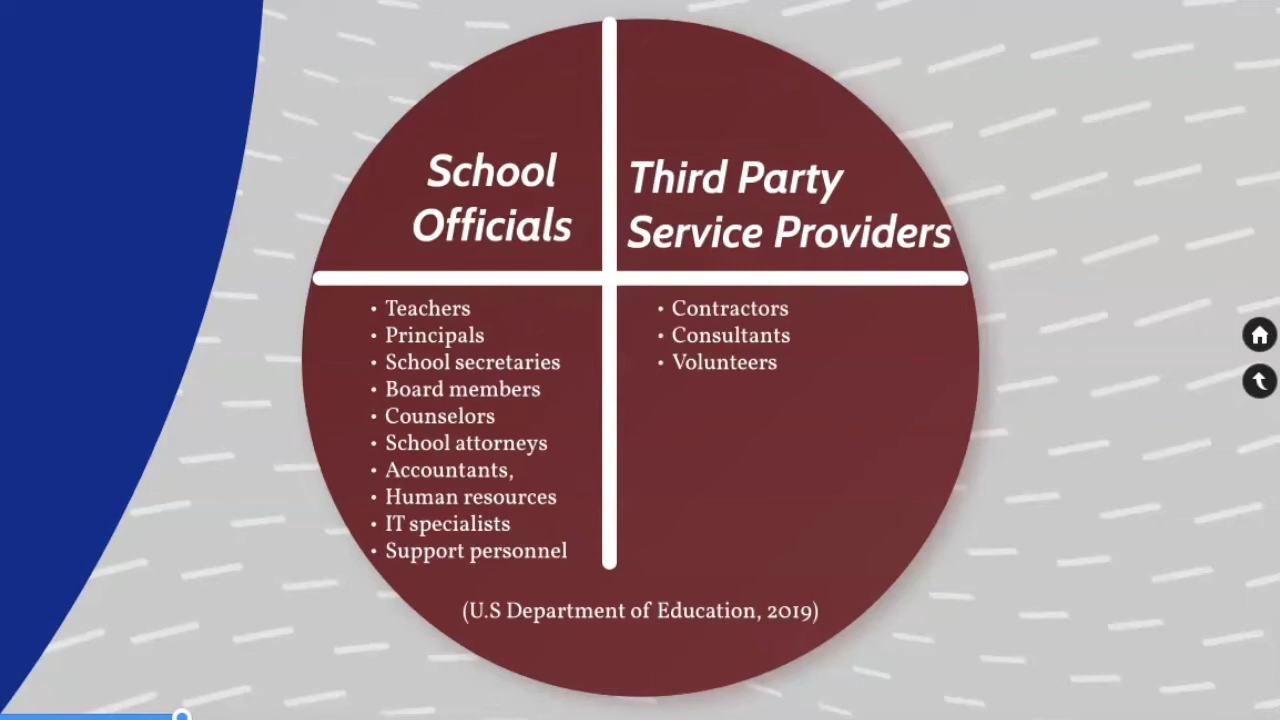 School
Officials
Third Party
Service Providers
• Teachers
• Principals
• School secretaries
• Board members
• Counselors
• School attorneys
• Accountants,
• Human resources
• IT specialists
• Support personnel
• Contractors
• Consultants
• Volunteers
(U.S Department of Education, 2019)